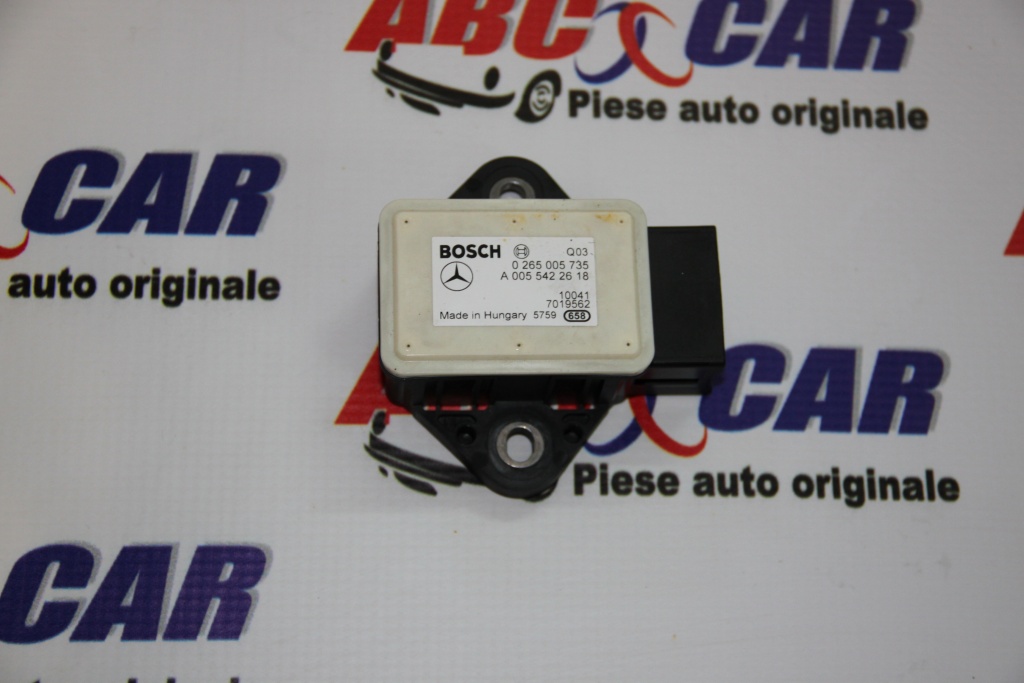 ABC CAR
Piese auto originale
CAR
auto originale
BOSCH
Q03
0 265 005 735
A 005 542 26 18
10041
7019562
Made in Hungary 5759 658
CAR
Piese auto originale
CAR